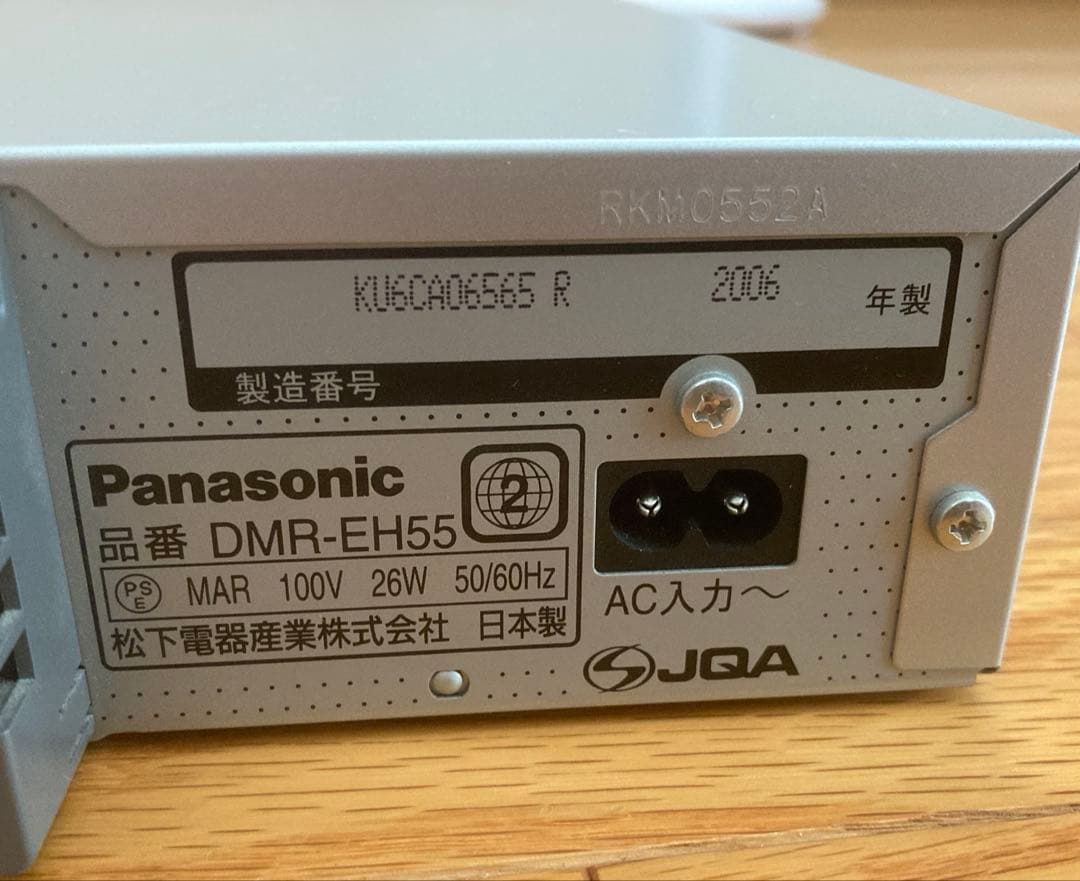 RKM0552A
KU6CA06565 R 2006 年製
製造番号
Panasonic 2
品番 DMR-EH55
PSE MAR 100V 26W 50/60Hz
松下電器産業株式会社 日本製
AC入力～
JQA